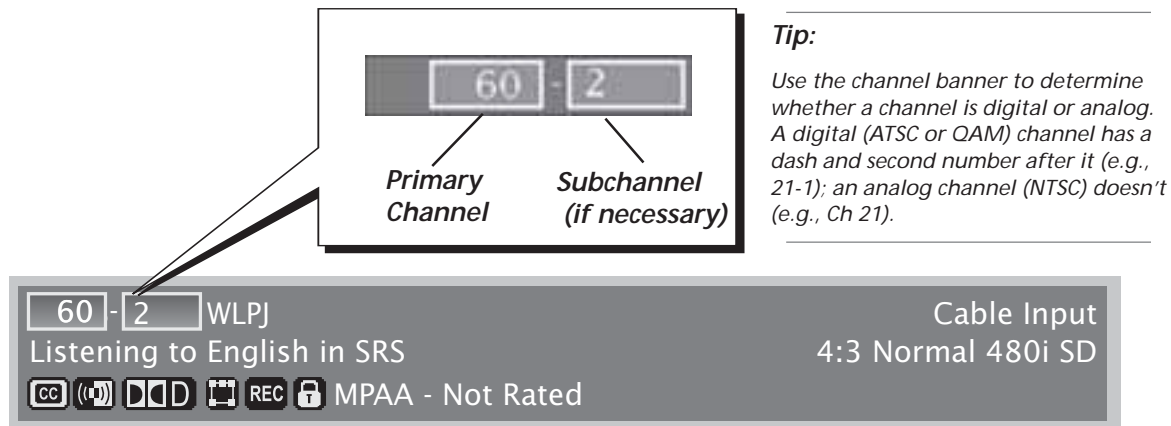 60 - 2
Primary
Channel
Subchannel
(if necessary)
Tip:
Use the channel banner to determine
whether a channel is digital or analog.
A digital (ATSC or QAM) channel has a
dash and second number after it (e.g.,
21-1); an analog channel (NTSC) doesn't
(e.g., Ch 21).
60 - 2 WLPJ
Cable Input
Listening to English in SRS
4:3 Normal 480i SD
CC REC MPAA - Not Rated